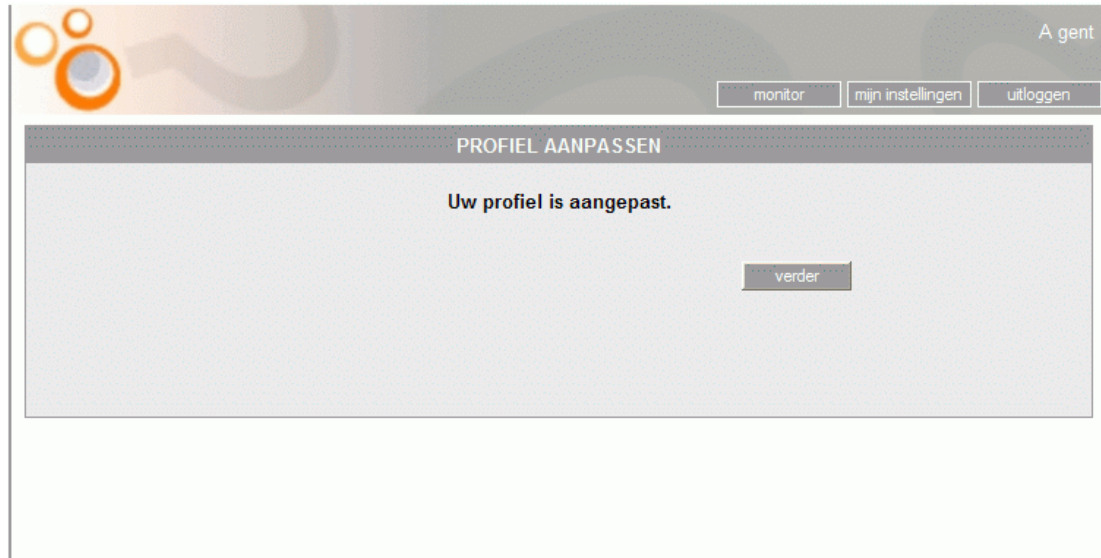 A gent
monitor
mijn instellingen
uitloggen
PROFIEL AANPASSEN
Uw profiel is aangepast.
verder